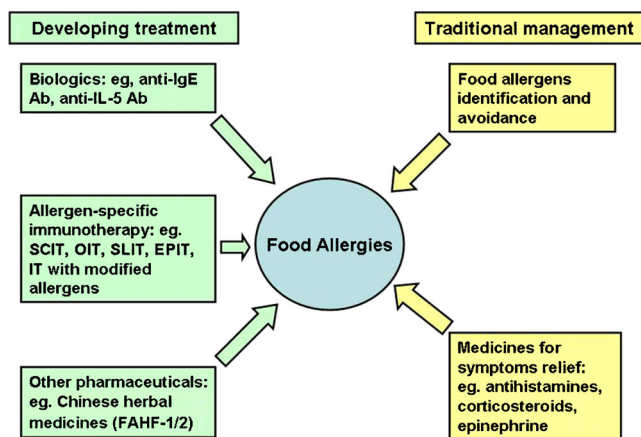 Developing treatment
Traditional management
Biologics: eg, anti-IgE
Ab, anti-IL-5 Ab
Food allergens
identification and
avoidance
Allergen-specific
immunotherapy: eg.
SCIT, OIT, SLIT, EPIT,
IT with modified
allergens
Food Allergies
Other pharmaceuticals:
eg. Chinese herbal
medicines (FAHF-1/2)
Medicines for
symptoms relief:
eg. antihistamines,
corticosteroids,
epinephrine